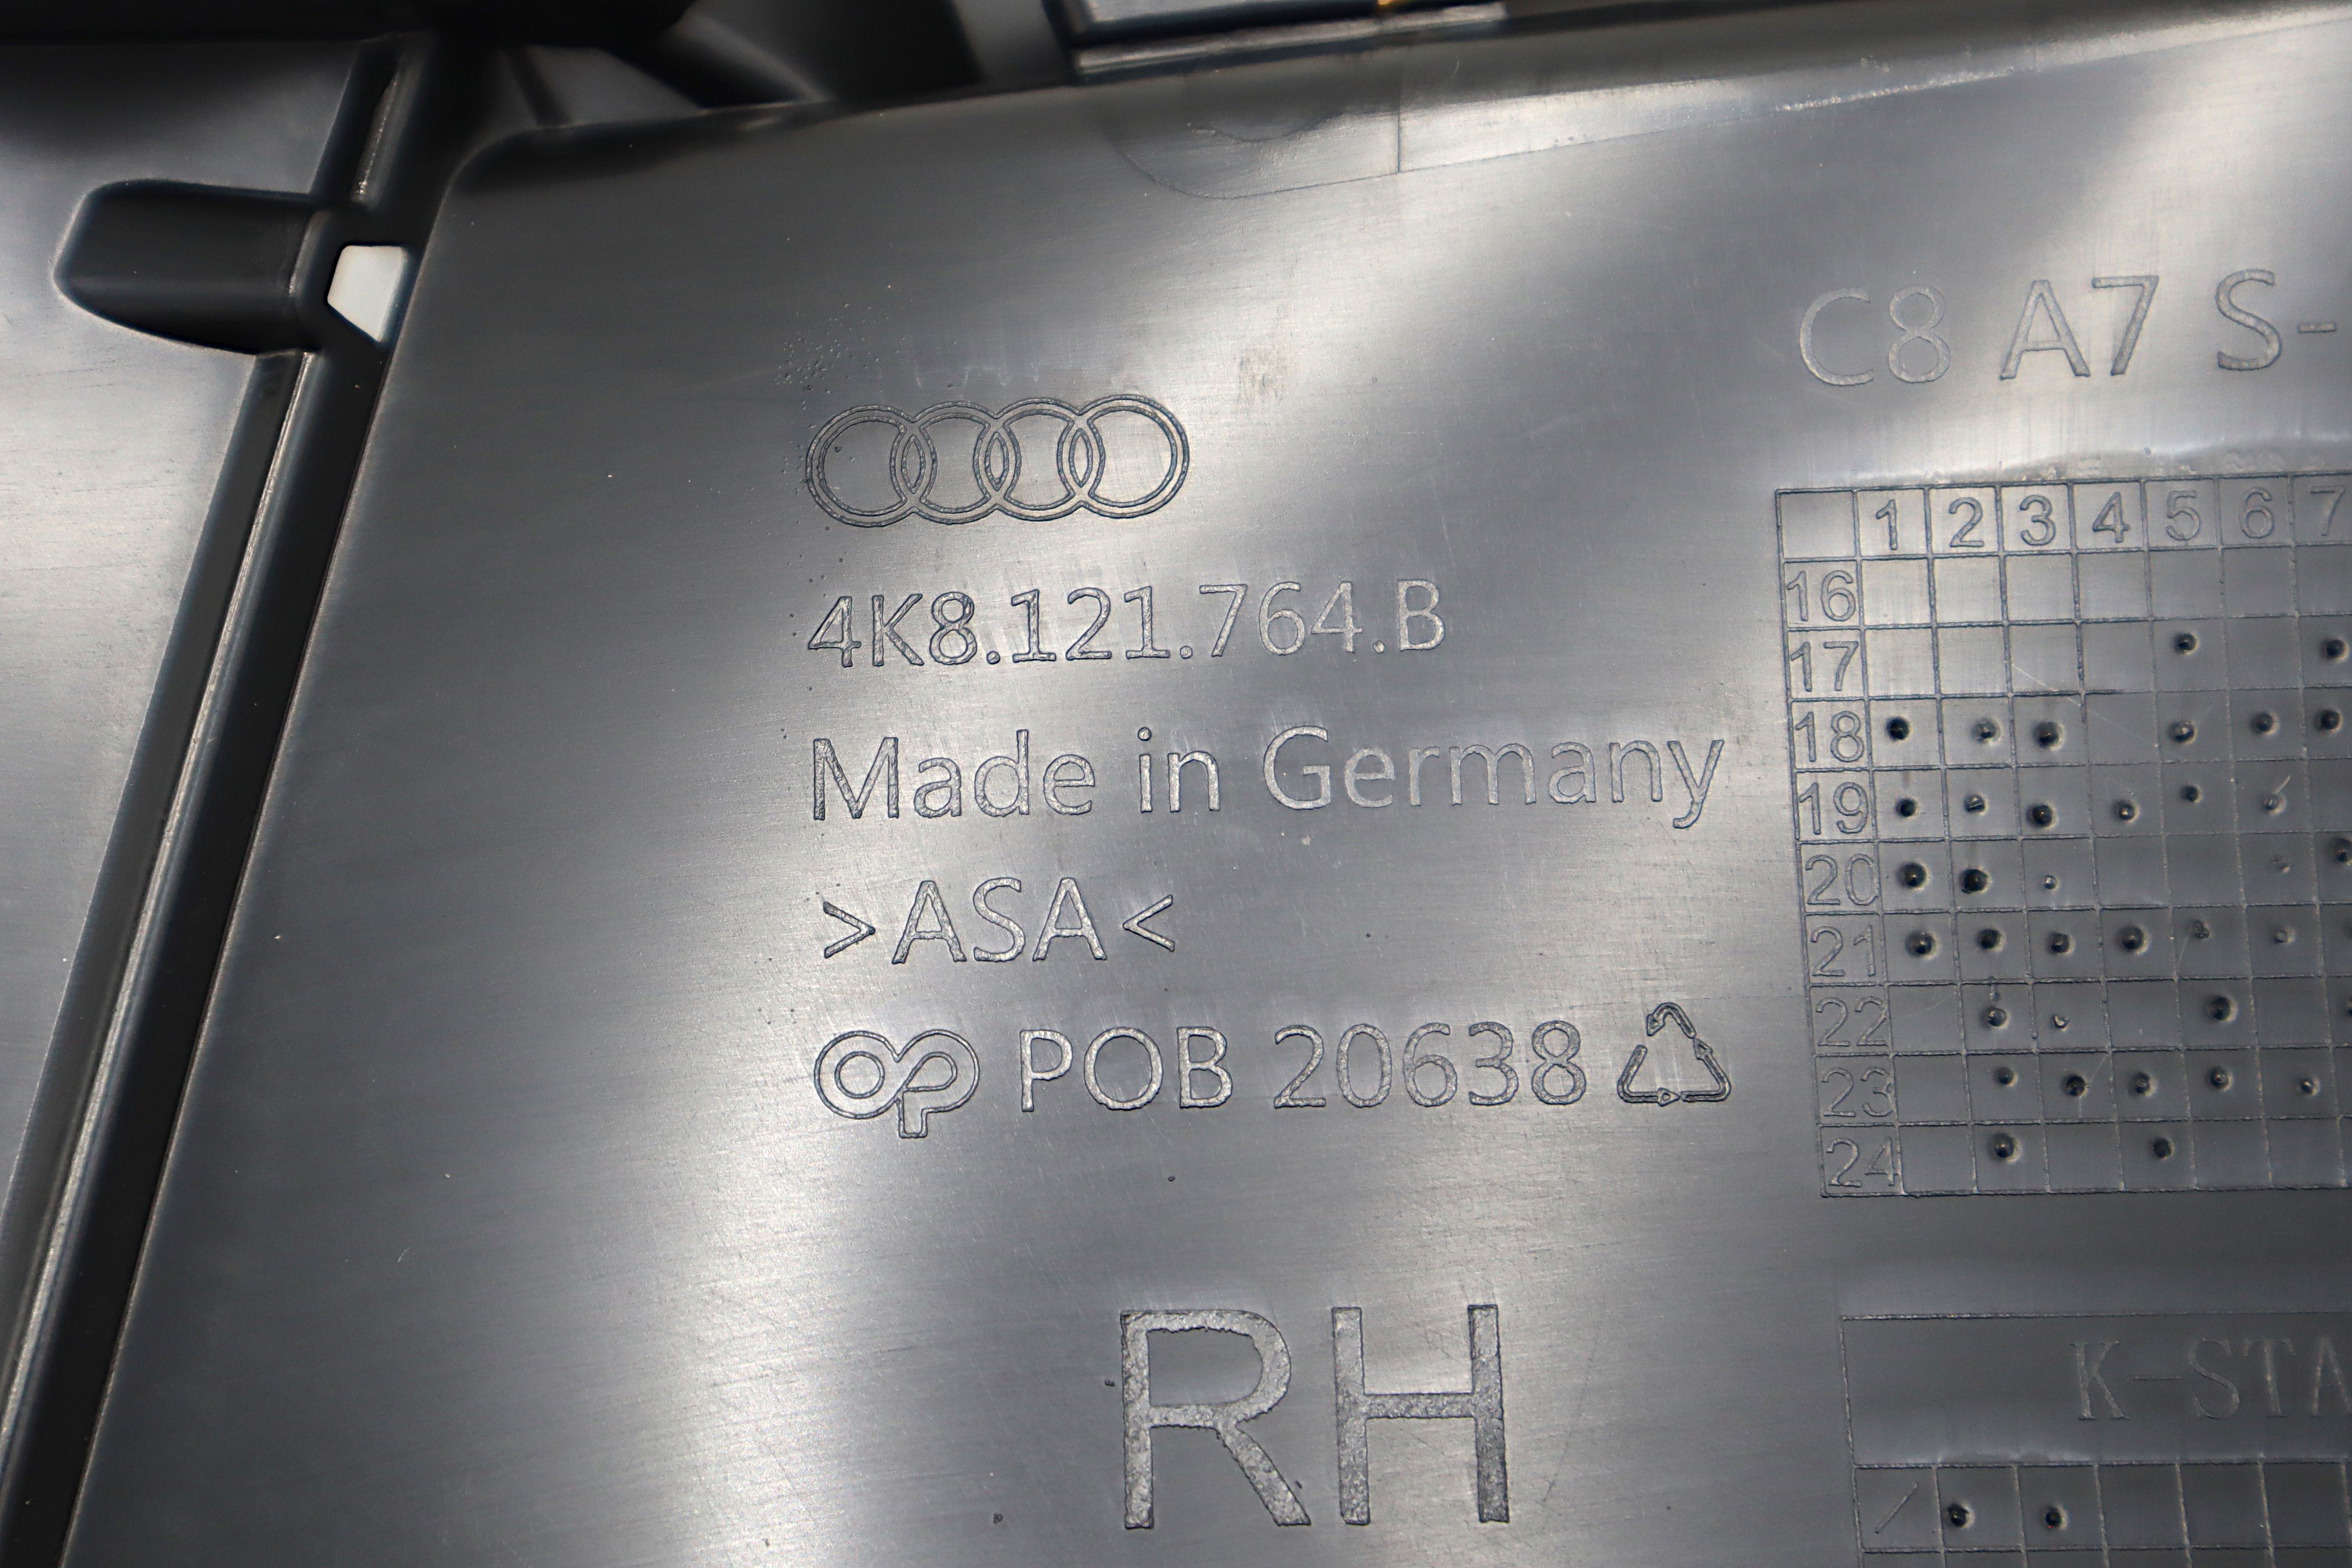 C8 A7 S-
4K8.121.764.B
Made in Germany
>ASA<
OP POB 20638
RH
1 2 3 4 5 6 7
16
17
18
19
20
21
22
23
24